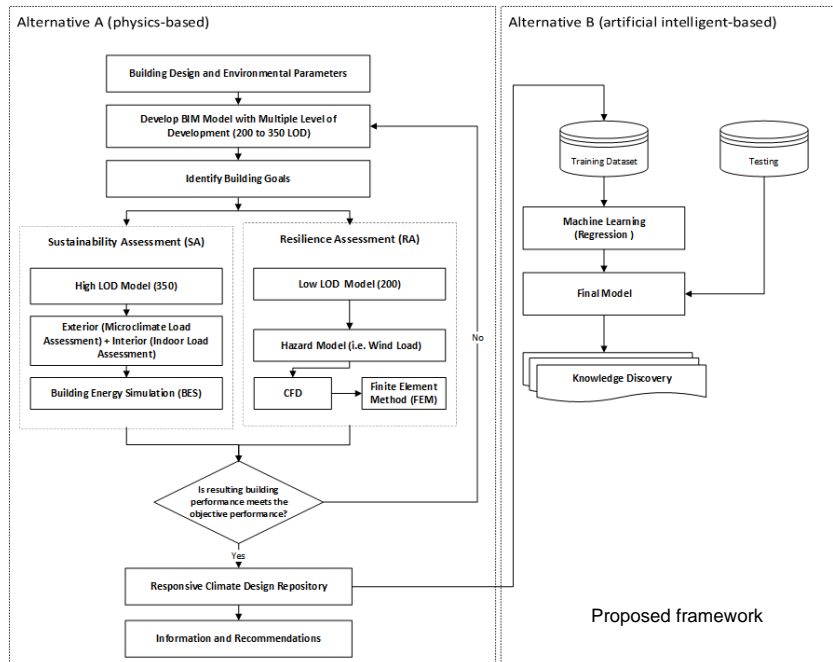 Alternative A (physics-based)
Building Design and Environmental Parameters
Develop BIM Model with Multiple Level of
Development (200 to 350 LOD)
Identify Building Goals
Sustainability Assessment (SA)
High LOD Model (350)
Exterior (Microclimate Load
Assessment) + Interior (Indoor Load
Assessment)
Building Energy Simulation (BES)
Resilience Assessment (RA)
Low LOD Model (200)
Hazard Model (i.e. Wind Load)
CFD
Finite Element
Method (FEM)
No
Is resulting building
performance meets the
objective performance?
Yes
Responsive Climate Design Repository
Information and Recommendations
Alternative B (artificial intelligent-based)
Training Dataset
Testing
Machine Learning
(Regression )
Final Model
Knowledge Discovery
Proposed framework